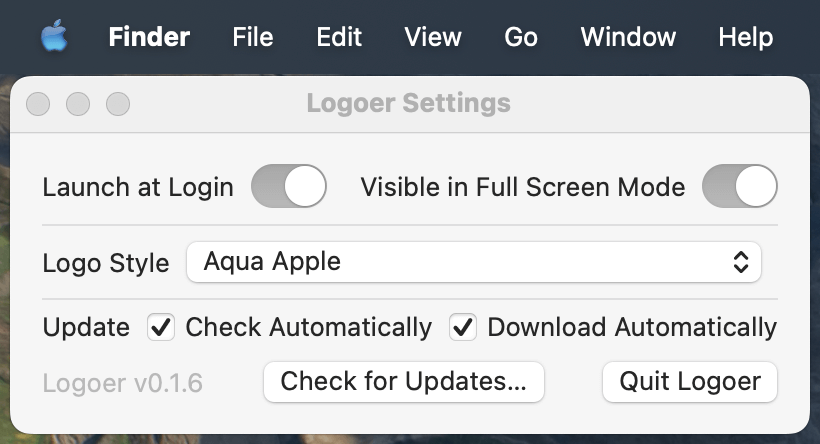 Finder File Edit View Go Window Help
Logoer Settings
Launch at Login Visible in Full Screen Mode
Logo Style Aqua Apple
Update Check Automatically Download Automatically
Logoer v0.1.6 Check for Updates... Quit Logoer